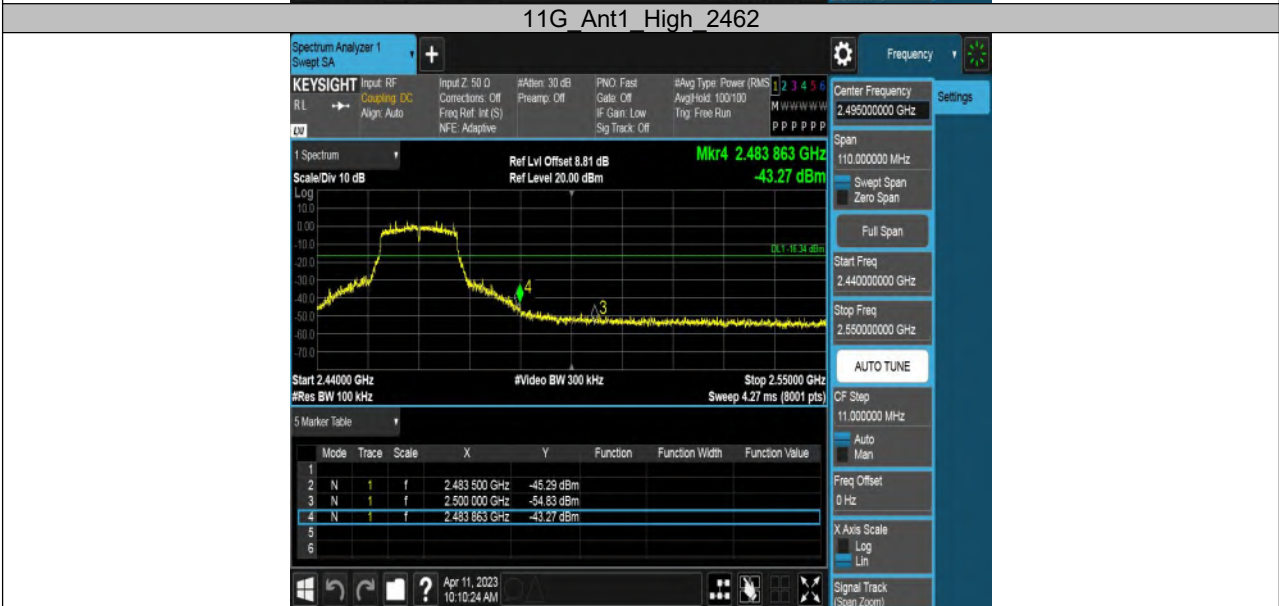 11G_Ant1_High_2462
Spectrum Analyzer 1
Swept SA
+
Frequency
KEYSIGHT
RL
LXI
Input: RF
Coupling: DC
Align: Auto
Input Z: 50 Ω
Corrections: Off
Freq Ref: Int (S)
NFE: Adaptive
#Atten: 30 dB
Preamp: Off
PNO: Fast
Gate: Off
IF Gain: Low
Sig Track: Off
#Avg Type: Power (RMS
Avg|Hold: 100/100
Trig: Free Run
1 2 3 4 5 6
M W W W W W
P P P P P P
Center Frequency
2.495000000 GHz
Settings
1 Spectrum
Scale/Div 10 dB
Ref Lvl Offset 8.81 dB
Ref Level 20.00 dBm
Mkr4 2.483 863 GHz
-43.27 dBm
Span
110.000000 MHz
Swept Span
Zero Span
Full Span
Log
10.0
0.00
-10.0
-20.0
-30.0
-40.0
-50.0
-60.0
-70.0
DL1 -16.34 dBm
4
3
Start Freq
2.440000000 GHz
Stop Freq
2.550000000 GHz
AUTO TUNE
Start 2.44000 GHz
#Res BW 100 kHz
#Video BW 300 kHz
Stop 2.55000 GHz
Sweep 4.27 ms (8001 pts)
CF Step
11.000000 MHz
Auto
Man
5 Marker Table
Mode Trace Scale X Y Function Function Width Function Value
1
2 N 1 f 2.483 500 GHz -45.29 dBm
3 N 1 f 2.500 000 GHz -54.83 dBm
4 N 1 f 2.483 863 GHz -43.27 dBm
5
6
Freq Offset
0 Hz
X Axis Scale
Log
Lin
Signal Track
(Span Zoom)
?
Apr 11, 2023
10:10:24 AM